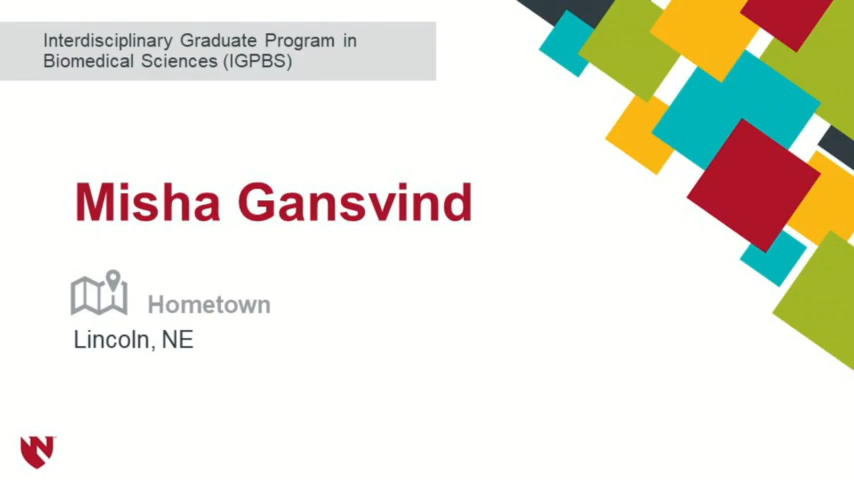 Interdisciplinary Graduate Program in
Biomedical Sciences (IGPBS)
Misha Gansvind
Hometown
Lincoln, NE